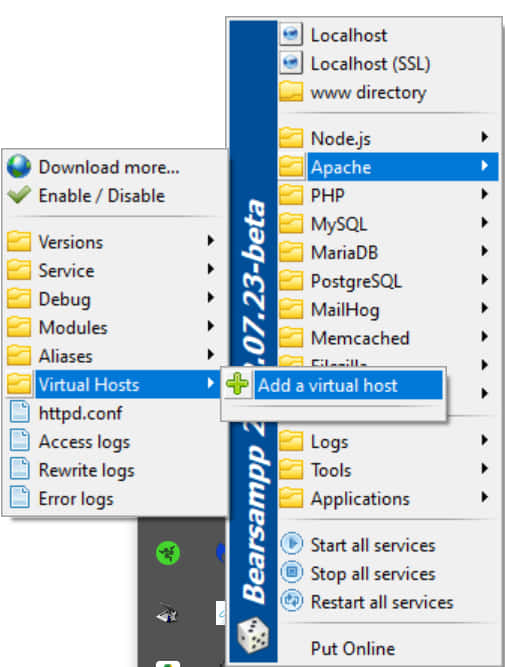 Localhost
Localhost (SSL)
www directory
Node.js
Apache
PHP
MySQL
MariaDB
PostgreSQL
MailHog
Memcached
Logs
Tools
Applications
Start all services
Stop all services
Restart all services
Put Online
Download more...
Enable / Disable
Versions
Service
Debug
Modules
Aliases
Virtual Hosts
httpd.conf
Access logs
Rewrite logs
Error logs
Add a virtual host
Bearsampp 2 .07.23-beta